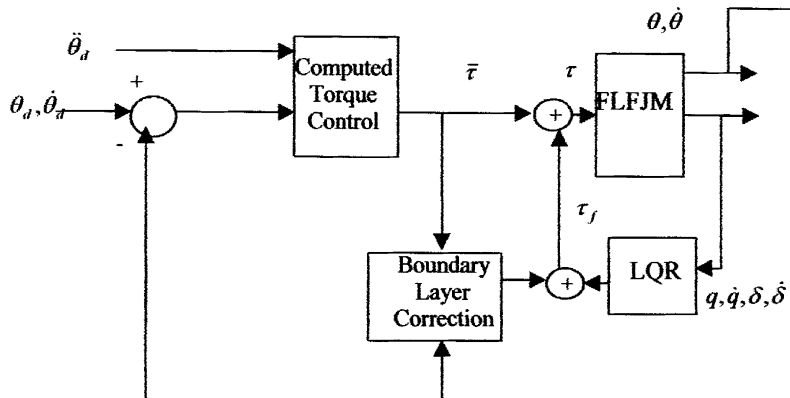 θ, θ̇
θ̈_d
+
θ_d, θ̇_d
-
Computed
Torque
Control
τ̄
τ
+
FLFJM
τ_f
Boundary
Layer
Correction
+
LQR
q, q̇, δ, δ̇